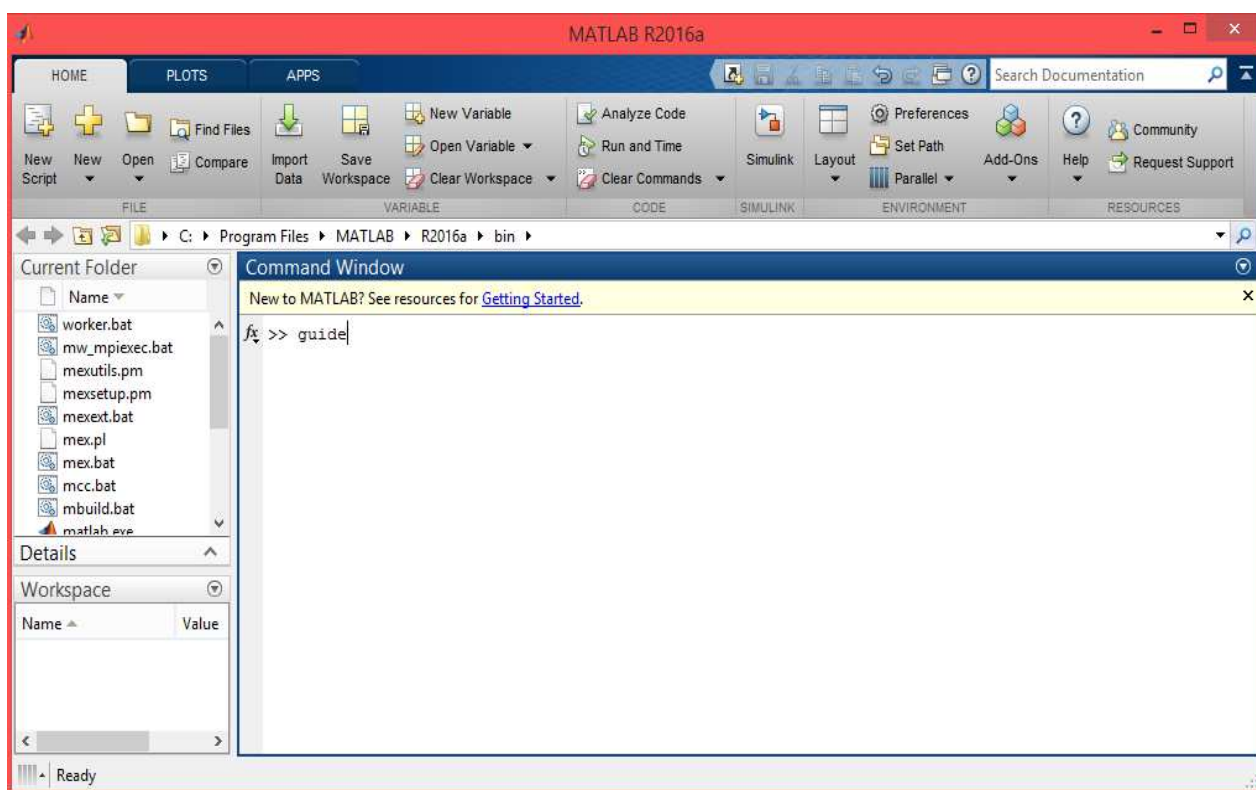 MATLAB R2016a
HOME PLOTS APPS Search Documentation
New Script New Open Find Files Compare
Import Data Save Workspace New Variable Open Variable Clear Workspace
Analyze Code Run and Time Clear Commands
Simulink Layout Preferences Set Path Parallel Add-Ons
Help Community Request Support
FILE VARIABLE CODE SIMULINK ENVIRONMENT RESOURCES
C: Program Files MATLAB R2016a bin
Current Folder
Name
worker.bat
mw_mpiexec.bat
mexutils.pm
mexsetup.pm
mexext.bat
mex.pl
mex.bat
mcc.bat
mbuild.bat
matlab.exe
Details
Workspace
Name Value
Command Window
New to MATLAB? See resources for Getting Started.
fx >> guide
Ready